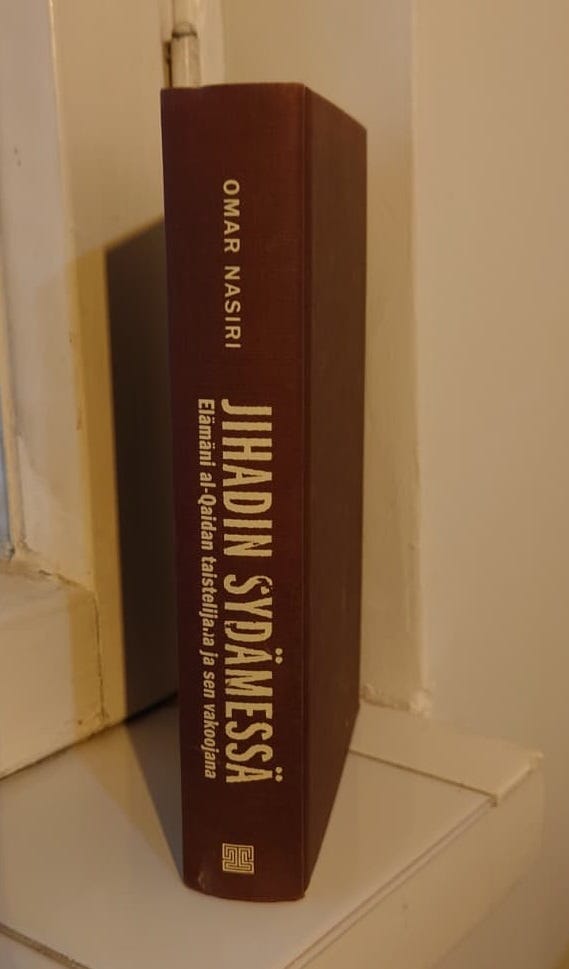 OMAR NASIRI
JIHADIN SYDÄMESSÄ
Elämäni al-Qaidan taistelijana ja sen vakoojana